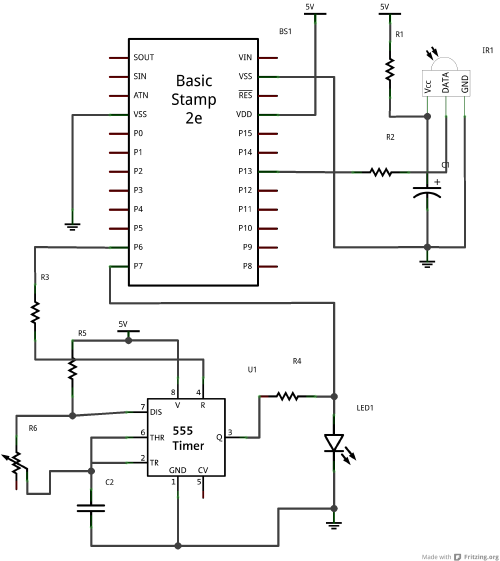 5V
5V
BS1
R1
IR1
SOUT
VIN
SIN
VSS
ATN
RES
VSS
VDD
Basic
Stamp
2e
Vcc
DATA
GND
P0
P15
P1
P14
R2
P2
P13
C1
+
P3
P12
P4
P11
P5
P10
P6
P9
P7
P8
R3
5V
R5
U1
R4
8
4
V
R
LED1
7
DIS
R6
6
THR
555
Timer
Q
3
2
TR
GND
CV
C2
1
5
Made with Fritzing.org